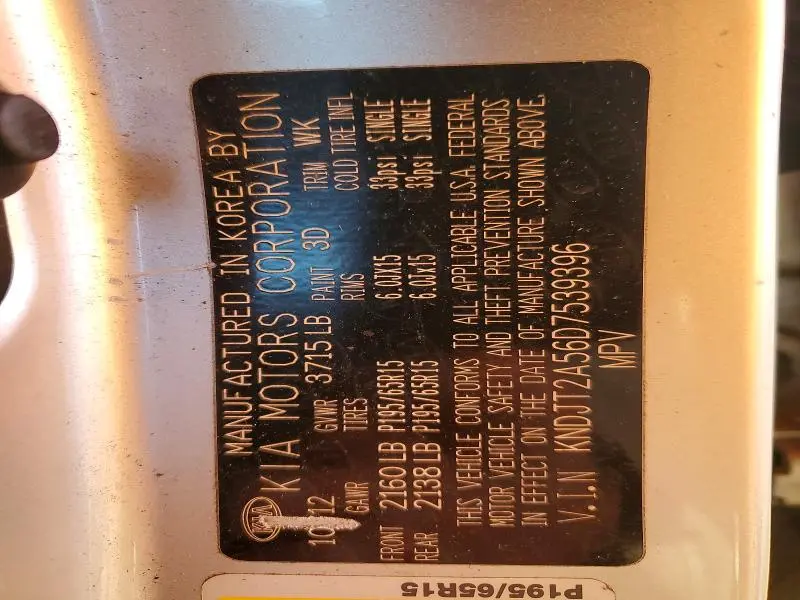 MANUFACTURED IN KOREA BY
KIA KIA MOTORS CORPORATION
GVWR 3715 LB PAINT 3D TRIM WK
GAWR TIRES RIMS COLD TIRE INFL
FRONT 2160 LB P195/65R15 6.0JX15 33psi SINGLE
REAR 2138 LB P195/65R15 6.0JX15 33psi SINGLE
THIS VEHICLE CONFORMS TO ALL APPLICABLE U.S.A. FEDERAL
MOTOR VEHICLE SAFETY AND THEFT PREVENTION STANDARDS
IN EFFECT ON THE DATE OF MANUFACTURE SHOWN ABOVE.
V.I.N KNDJT2A56D7539396
MPV
P195/65R15